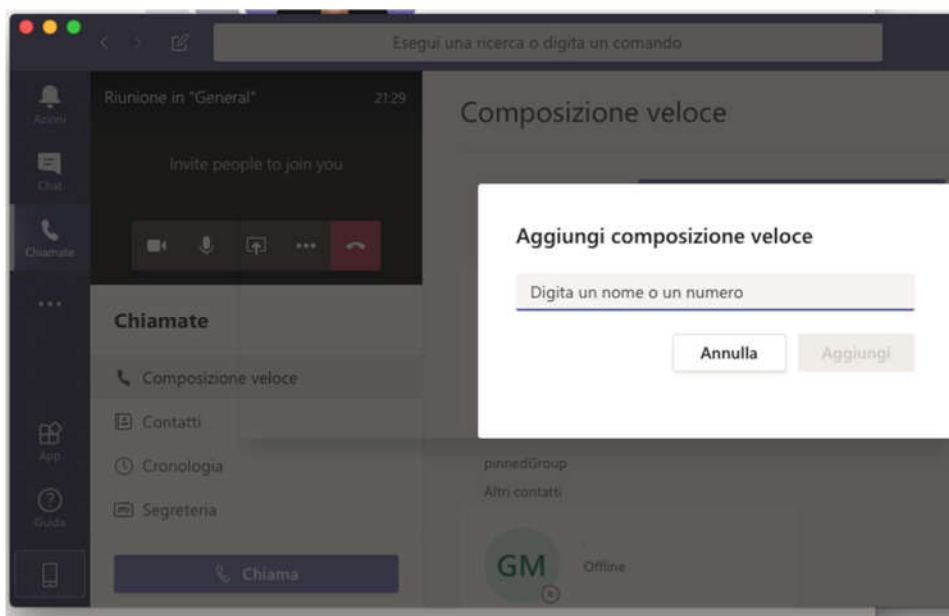 Esegui una ricerca o digita un comando
Azioni
Chat
Chiamate
App
Guida
Riunione in "General" 21:29
Invite people to join you
Chiamate
Composizione veloce
Contatti
Cronologia
Segreteria
Chiama
Composizione veloce
Aggiungi composizione veloce
Digita un nome o un numero
Annulla Aggiungi
pinnedGroup
Altri contatti
GM
Offline